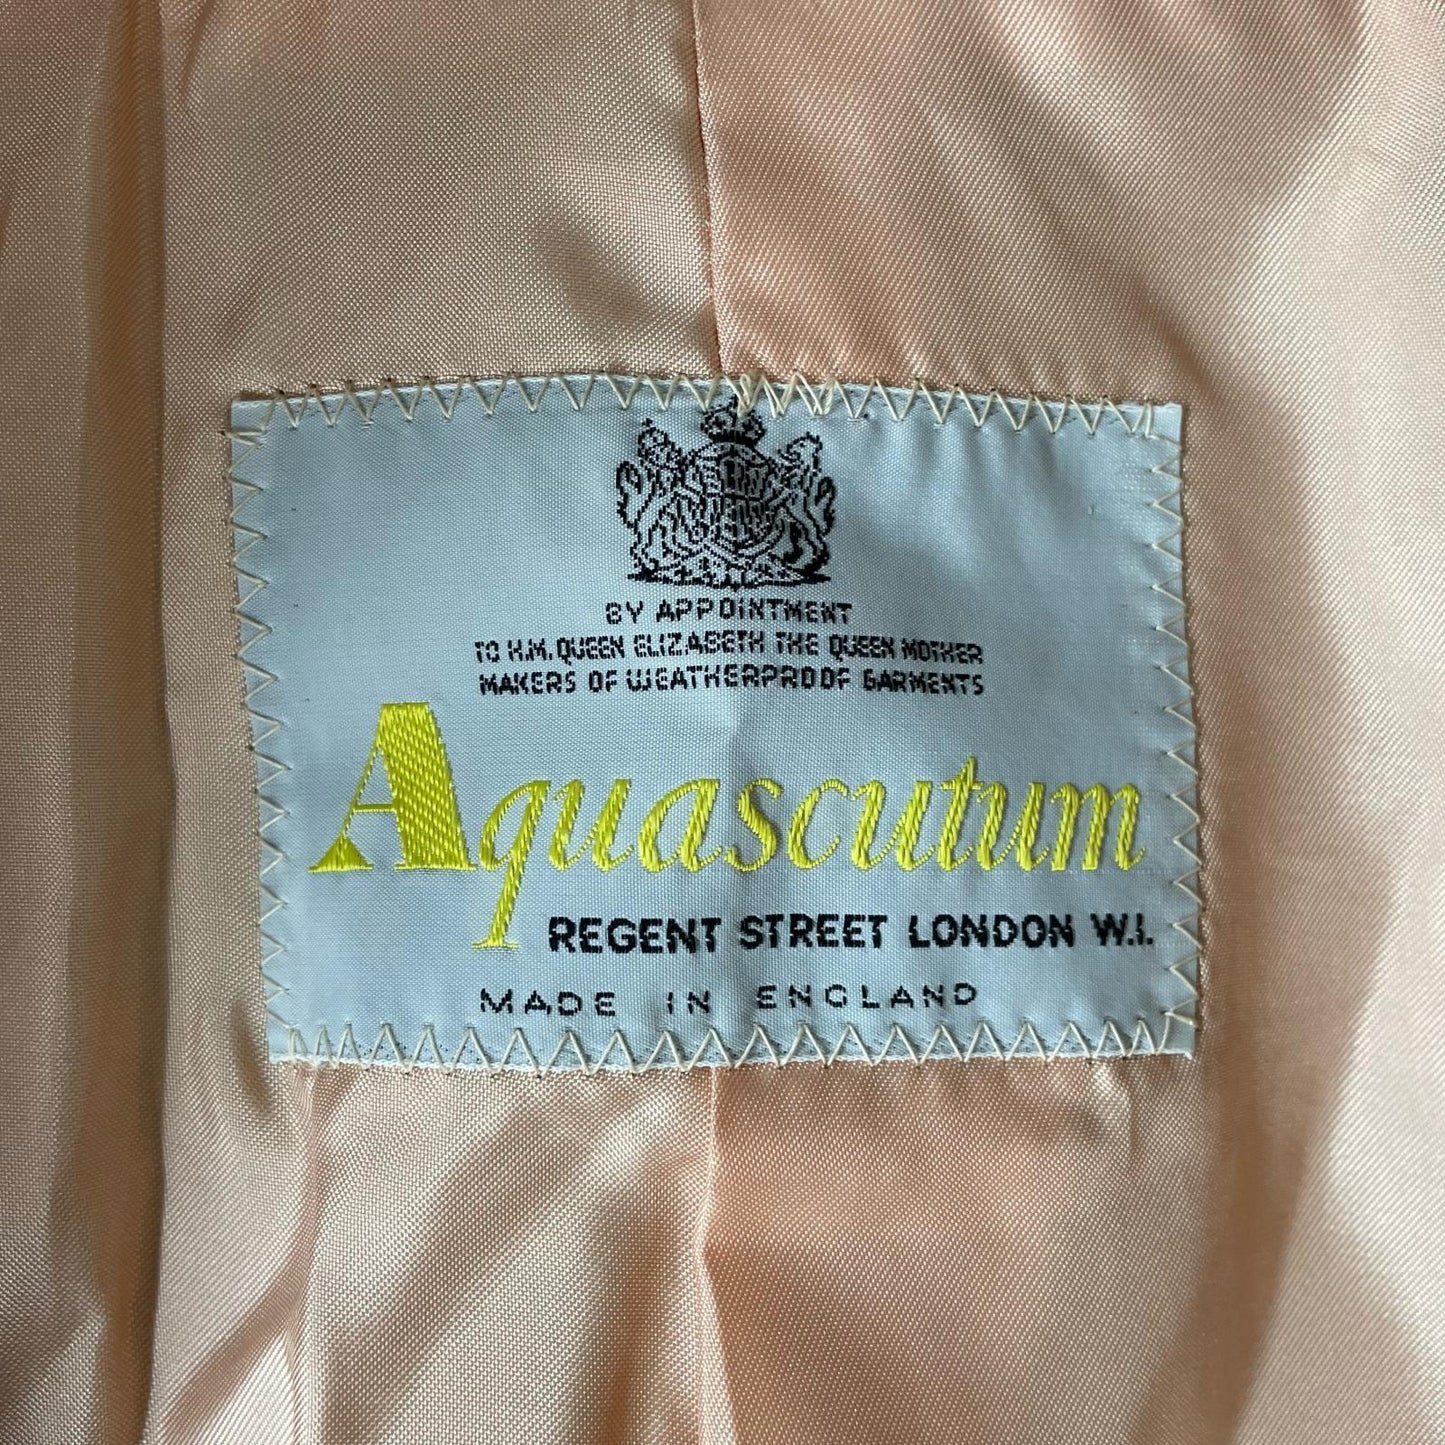 BY APPOINTMENT
TO H.M. QUEEN ELIZABETH THE QUEEN MOTHER
MAKERS OF WEATHERPROOF GARMENTS
Aquascutum
REGENT STREET LONDON W.1.
MADE IN ENGLAND